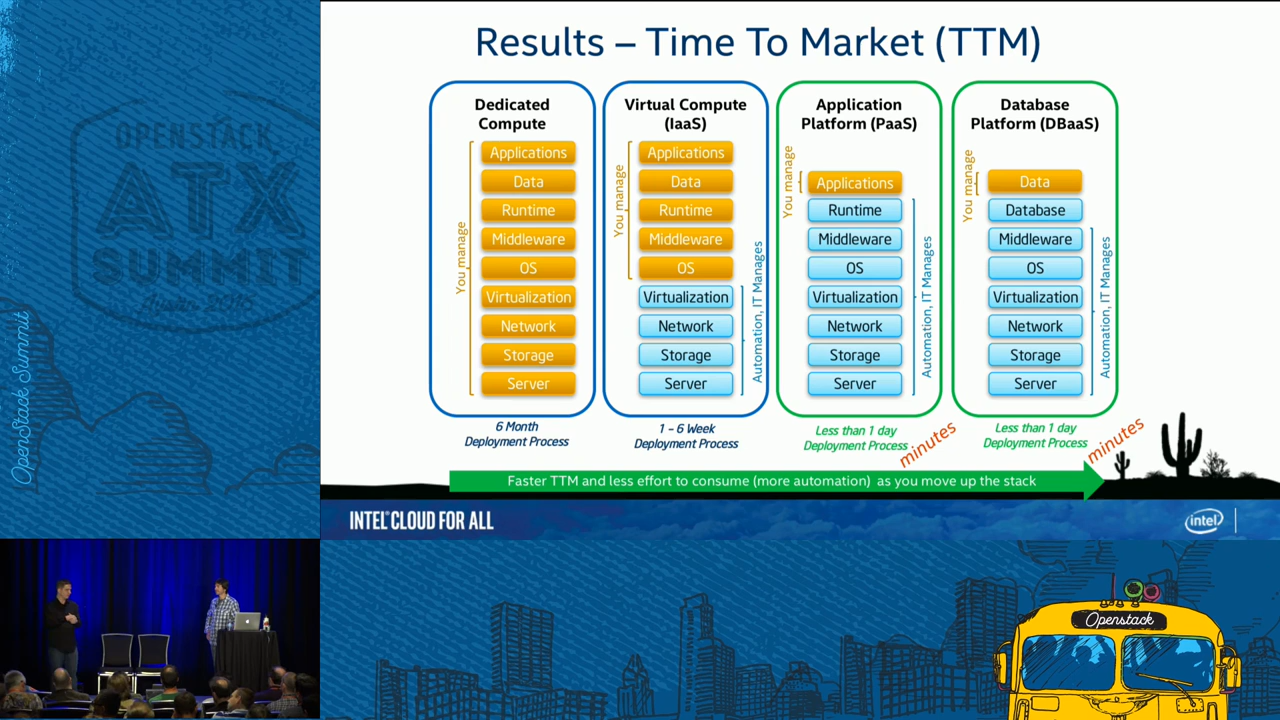 OPENSTACK
ATX
SUMMIT
OpenStack Summit
Results – Time To Market (TTM)
Dedicated
Compute
You manage
Applications
Data
Runtime
Middleware
OS
Virtualization
Network
Storage
Server
6 Month
Deployment Process
Virtual Compute
(IaaS)
You manage
Applications
Data
Runtime
Middleware
OS
Virtualization
Network
Storage
Server
Automation, IT Manages
1 – 6 Week
Deployment Process
Application
Platform (PaaS)
You manage
Applications
Runtime
Middleware
OS
Virtualization
Network
Storage
Server
Automation, IT Manages
Less than 1 day
Deployment Process
minutes
Database
Platform (DBaaS)
You manage
Data
Database
Middleware
OS
Virtualization
Network
Storage
Server
Automation, IT Manages
Less than 1 day
Deployment Process
minutes
Faster TTM and less effort to consume (more automation) as you move up the stack
INTEL® CLOUD FOR ALL
intel
Openstack